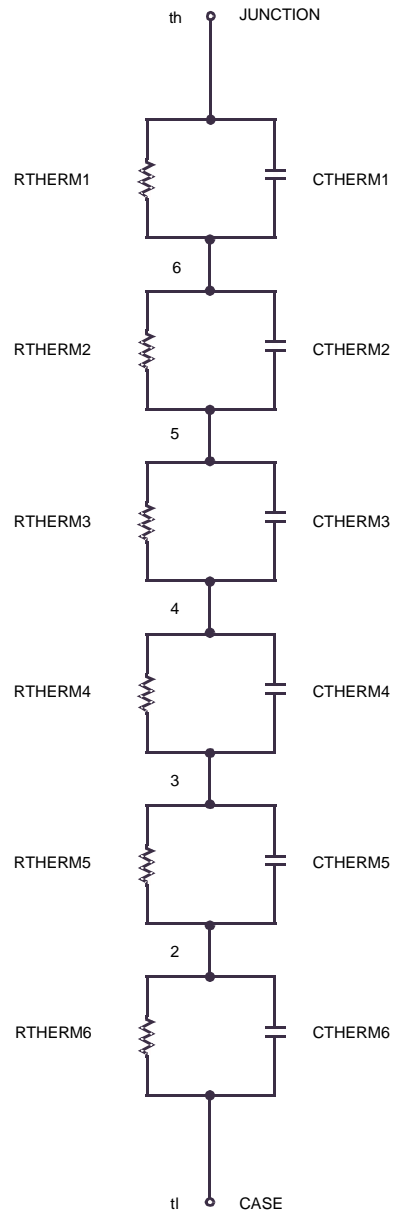 th JUNCTION
RTHERM1 CTHERM1
6
RTHERM2 CTHERM2
5
RTHERM3 CTHERM3
4
RTHERM4 CTHERM4
3
RTHERM5 CTHERM5
2
RTHERM6 CTHERM6
tl CASE